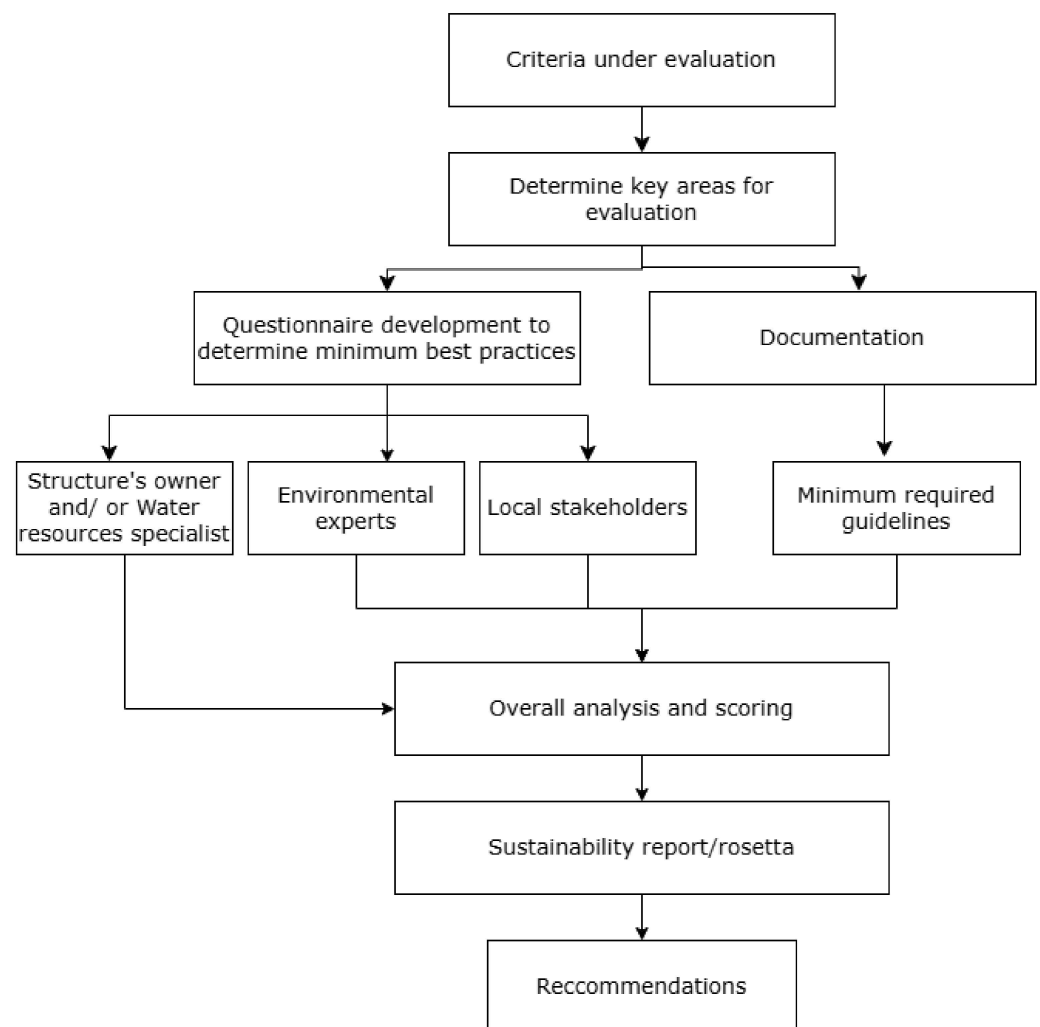 Criteria under evaluation
Determine key areas for
evaluation
Questionnaire development to
determine minimum best practices
Documentation
Structure's owner
and/ or Water
resources specialist
Environmental
experts
Local stakeholders
Minimum required
guidelines
Overall analysis and scoring
Sustainability report/rosetta
Reccommendations